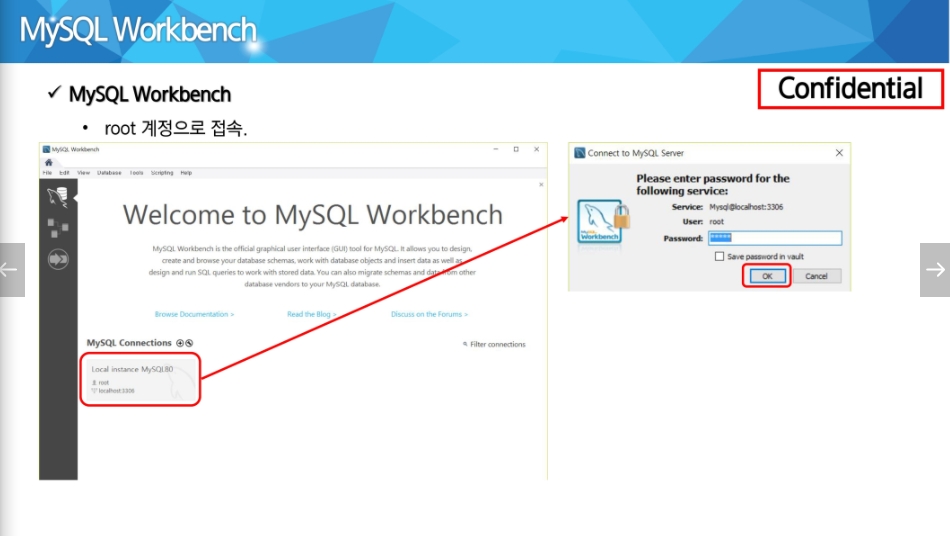 MySQL Workbench
Confidential
✓ MySQL Workbench
• root 계정으로 접속.
MySQL Workbench
File Edit View Database Tools Scripting Help
Welcome to MySQL Workbench
MySQL Workbench is the official graphical user interface (GUI) tool for MySQL. It allows you to design,
create and browse your database schemas, work with database objects and insert data as well as
design and run SQL queries to work with stored data. You can also migrate schemas and data from other
database vendors to your MySQL database.
Browse Documentation > Read the Blog > Discuss on the Forums >
MySQL Connections
Filter connections
Local instance MySQL80
root
localhost:3306
Connect to MySQL Server
Please enter password for the
following service:
Service: Mysql@localhost:3306
User: root
Password: *****
MySQL
Workbench
Save password in vault
OK Cancel